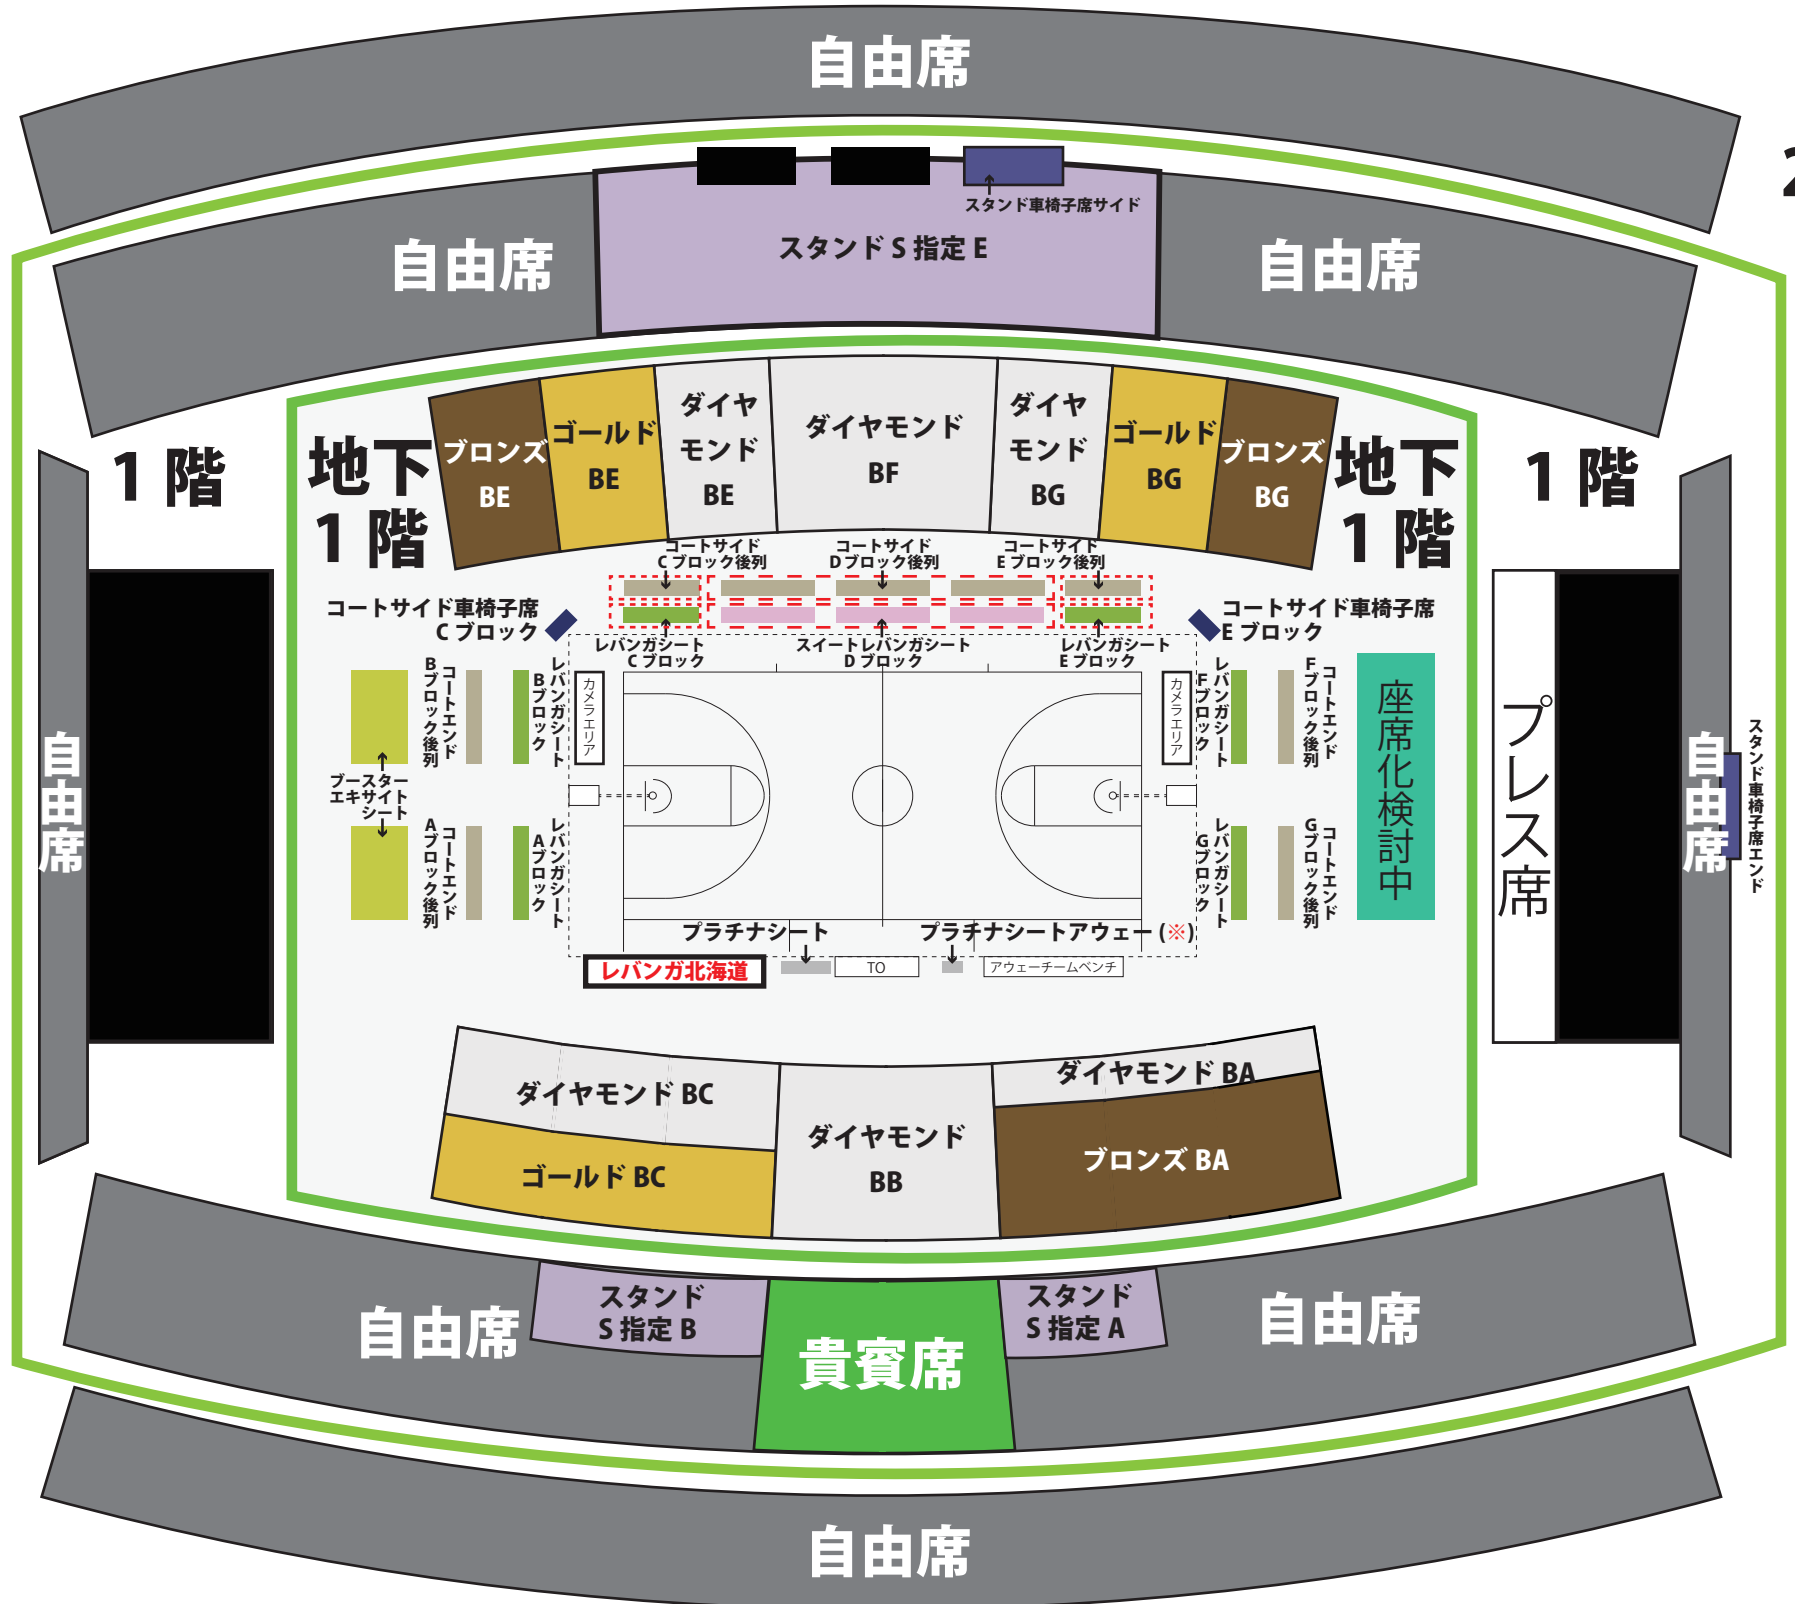 自由席
2
スタンド車椅子席サイド
スタンド S 指定 E
自由席
自由席
1 階
地下
1 階
ブロンズ
BE
ゴールド
BE
ダイヤ
モンド
BE
ダイヤモンド
BF
ダイヤ
モンド
BG
ゴールド
BG
ブロンズ
BG
地下
1 階
1 階
コートサイド
C ブロック後列
コートサイド
D ブロック後列
コートサイド
E ブロック後列
コートサイド車椅子席
C ブロック
コートサイド車椅子席
E ブロック
レバンガシート
C ブロック
スイートレバンガシート
D ブロック
レバンガシート
E ブロック
コートエンド
Bブロック後列
レバンガシート
Bブロック
カメラエリア
カメラエリア
レバンガシート
Fブロック
コートエンド
Fブロック後列
座席化検討中
プレス席
自由席
スタンド車椅子席エンド
自由席
ブースター
エキサイト
シート
コートエンド
Aブロック後列
レバンガシート
Aブロック
レバンガシート
Gブロック
コートエンド
Gブロック後列
プラチナシート
プラチナシートアウェー (※)
レバンガ北海道
TO
アウェーチームベンチ
ダイヤモンド BC
ゴールド BC
ダイヤモンド
BB
ダイヤモンド BA
ブロンズ BA
自由席
スタンド
S 指定 B
貴賓席
スタンド
S 指定 A
自由席
自由席